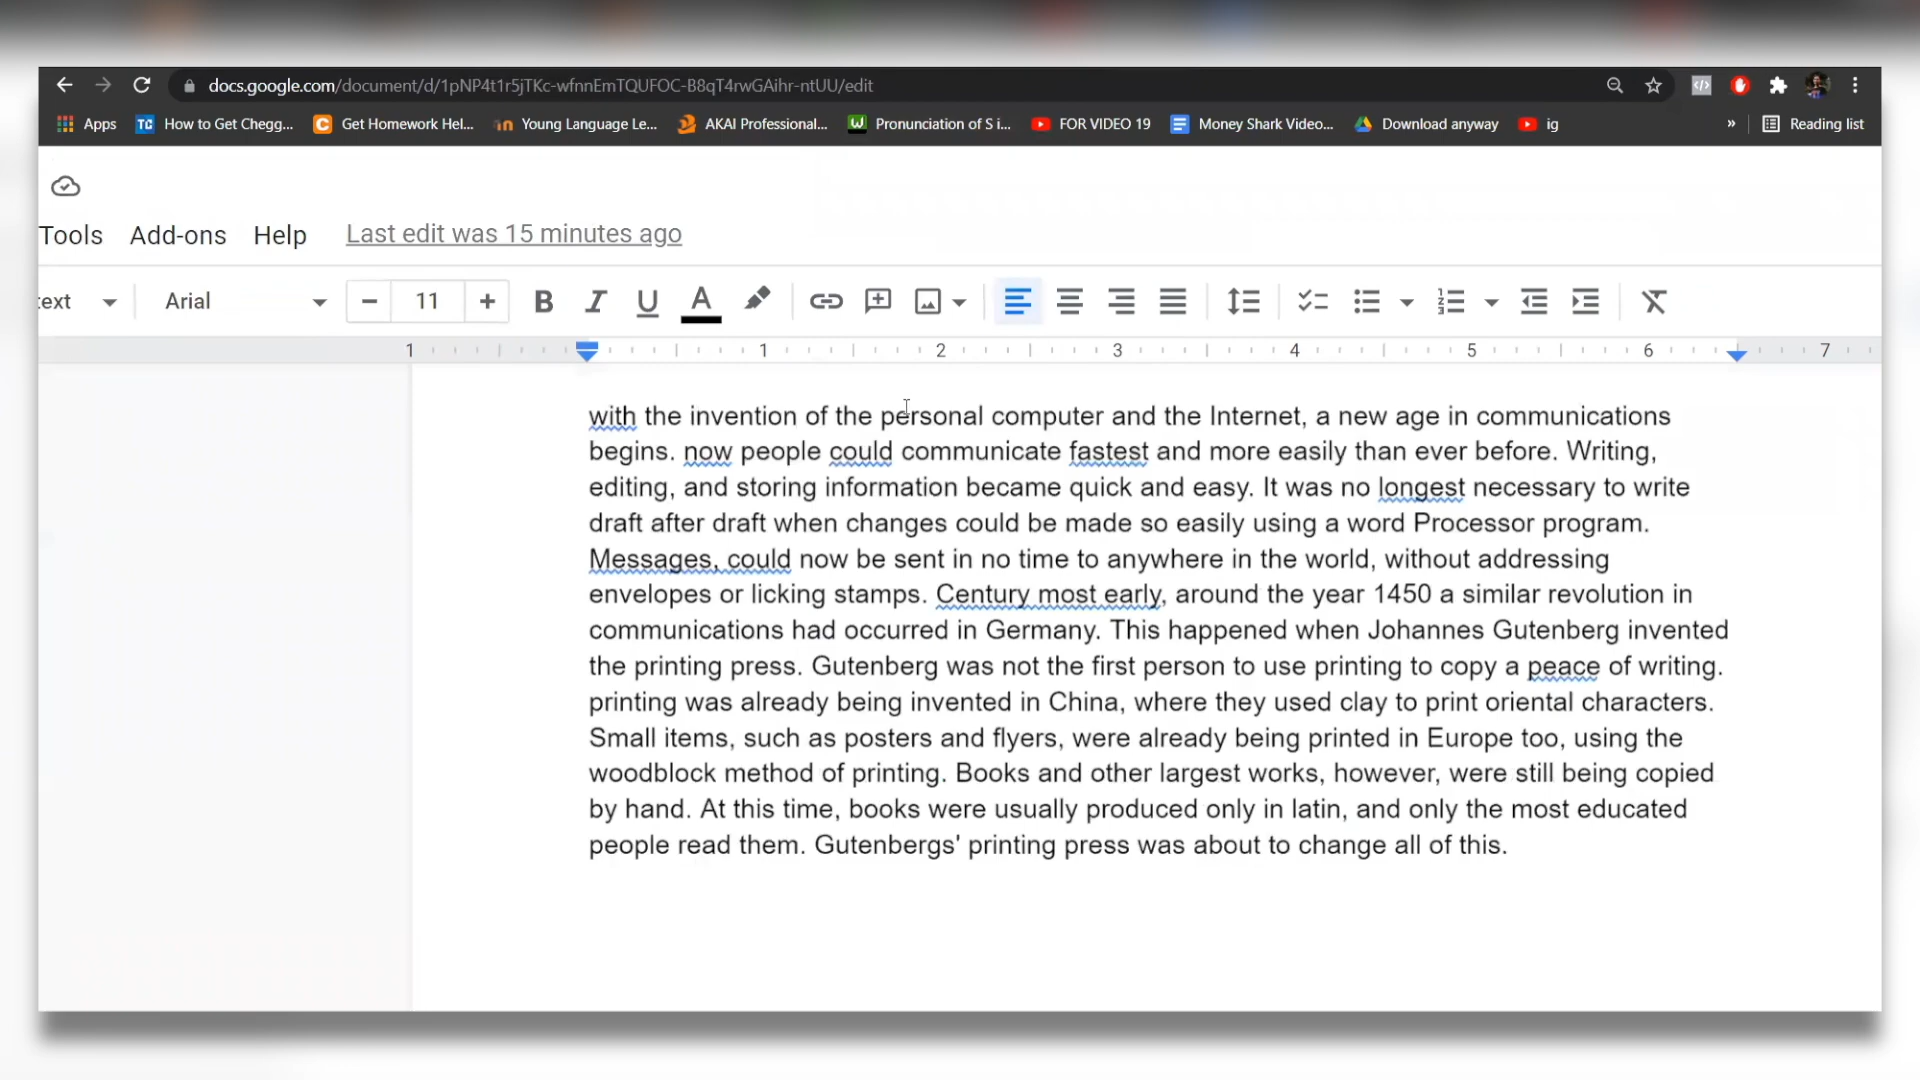 docs.google.com/document/d/1pNP4t1r5jTKc-wfnnEmTQUFOC-B8qT4rwGAihr-ntUU/edit
Apps TC How to Get Chegg... Get Homework Hel... Young Language Le... AKAI Professional... Pronunciation of S i... FOR VIDEO 19 Money Shark Video... Download anyway ig » Reading list
Tools Add-ons Help Last edit was 15 minutes ago
text Arial − 11 + B I U A
1 1 2 3 4 5 6 7
with the invention of the personal computer and the Internet, a new age in communications
begins. now people could communicate fastest and more easily than ever before. Writing,
editing, and storing information became quick and easy. It was no longest necessary to write
draft after draft when changes could be made so easily using a word Processor program.
Messages, could now be sent in no time to anywhere in the world, without addressing
envelopes or licking stamps. Century most early, around the year 1450 a similar revolution in
communications had occurred in Germany. This happened when Johannes Gutenberg invented
the printing press. Gutenberg was not the first person to use printing to copy a peace of writing.
printing was already being invented in China, where they used clay to print oriental characters.
Small items, such as posters and flyers, were already being printed in Europe too, using the
woodblock method of printing. Books and other largest works, however, were still being copied
by hand. At this time, books were usually produced only in latin, and only the most educated
people read them. Gutenbergs' printing press was about to change all of this.